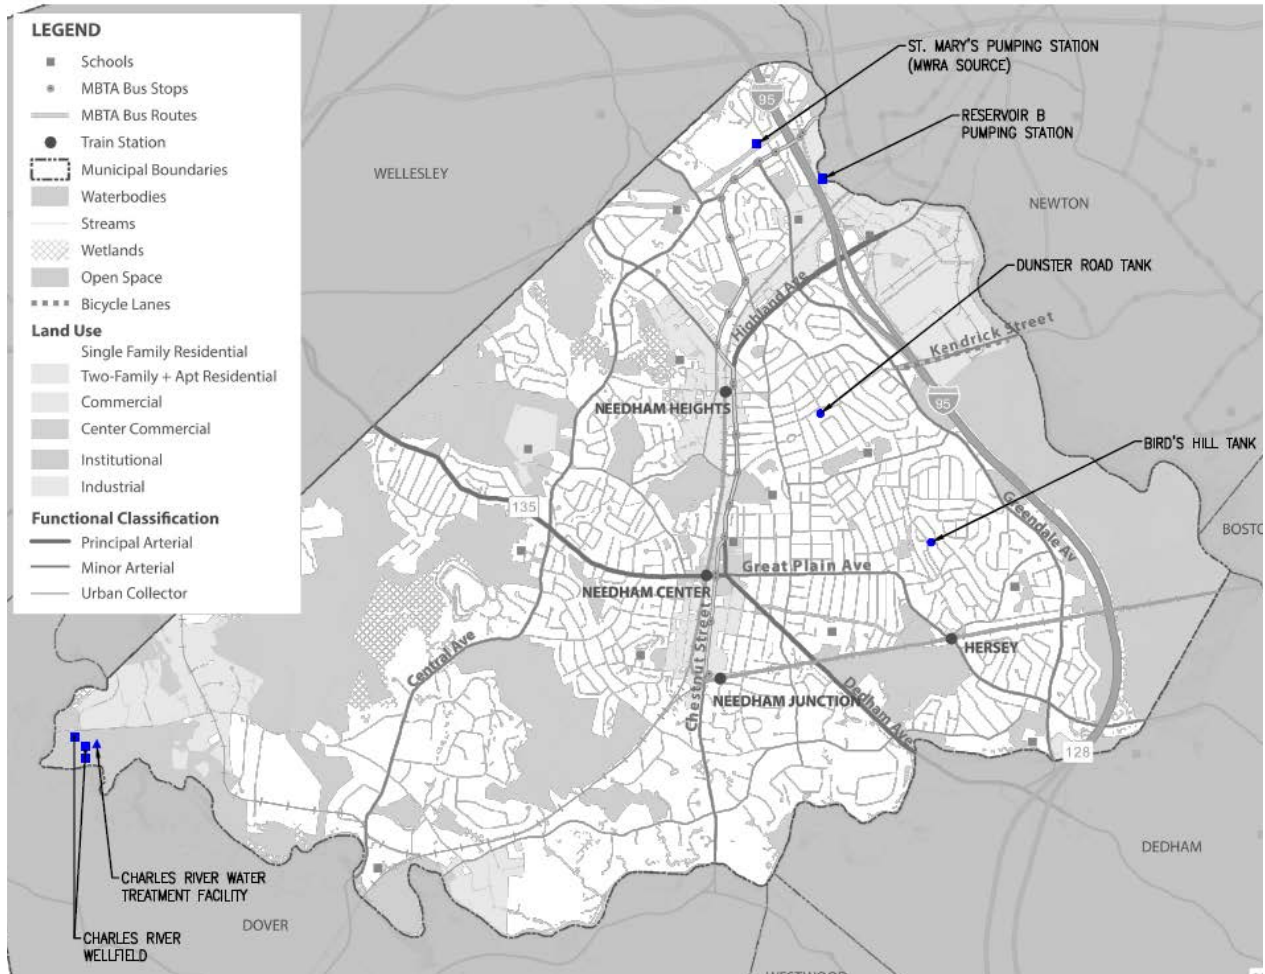 LEGEND
Schools
MBTA Bus Stops
MBTA Bus Routes
Train Station
Municipal Boundaries
Waterbodies
Streams
Wetlands
Open Space
Bicycle Lanes
Land Use
Single Family Residential
Two-Family + Apt Residential
Commercial
Center Commercial
Institutional
Industrial
Functional Classification
Principal Arterial
Minor Arterial
Urban Collector
ST. MARY'S PUMPING STATION
(MWRA SOURCE)
95
RESERVOIR B
PUMPING STATION
WELLESLEY
NEWTON
DUNSTER ROAD TANK
Highland Ave
Kendrick Street
95
NEEDHAM HEIGHTS
BIRD'S HILL TANK
135
Greendale Av
BOSTO
Great Plain Ave
NEEDHAM CENTER
HERSEY
Central Ave
Chestnut Street
NEEDHAM JUNCTION
Dedham Ave
128
DEDHAM
CHARLES RIVER WATER
TREATMENT FACILITY
DOVER
CHARLES RIVER
WELLFIELD
WESTWOOD